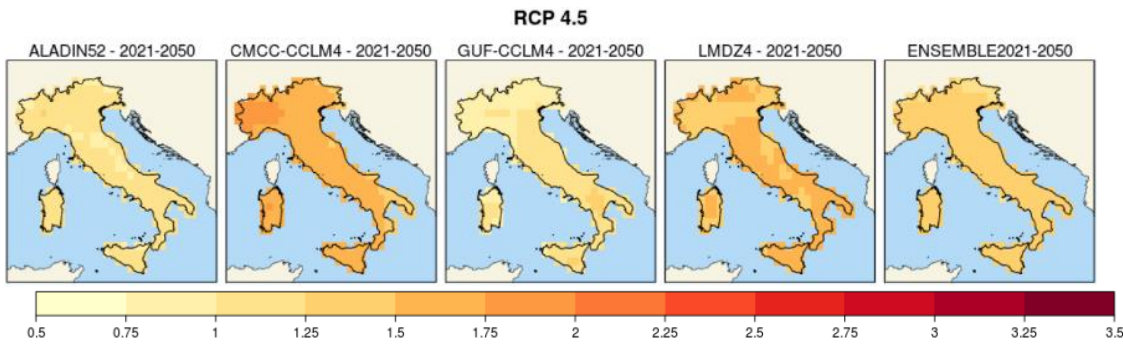 RCP 4.5
ALADIN52 - 2021-2050 CMCC-CCLM4 - 2021-2050 GUF-CCLM4 - 2021-2050 LMDZ4 - 2021-2050 ENSEMBLE2021-2050
0.5 0.75 1 1.25 1.5 1.75 2 2.25 2.5 2.75 3 3.25 3.5